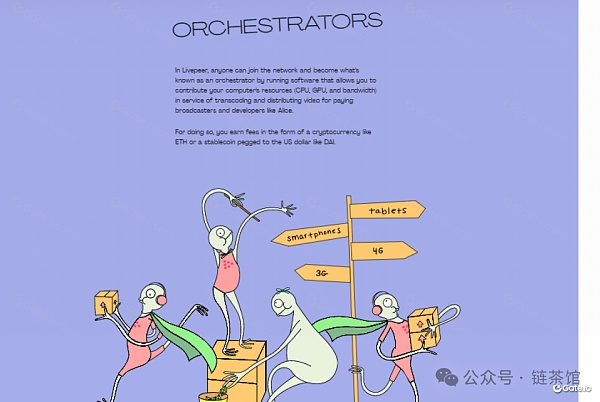 ORCHESTRATORS
In Livepeer, anyone can join the network and become what's
known as an orchestrator by running software that allows you to
contribute your computer's resources (CPU, GPU, and bandwidth)
in service of transcoding and distributing video for paying
broadcasters and developers like Alice.
For doing so, you earn fees in the form of a cryptocurrency like
ETH or a stablecoin pegged to the US dollar like DAI.
tablets
smartphones
4G
3G
公众号 · 链茶馆
Gate.io